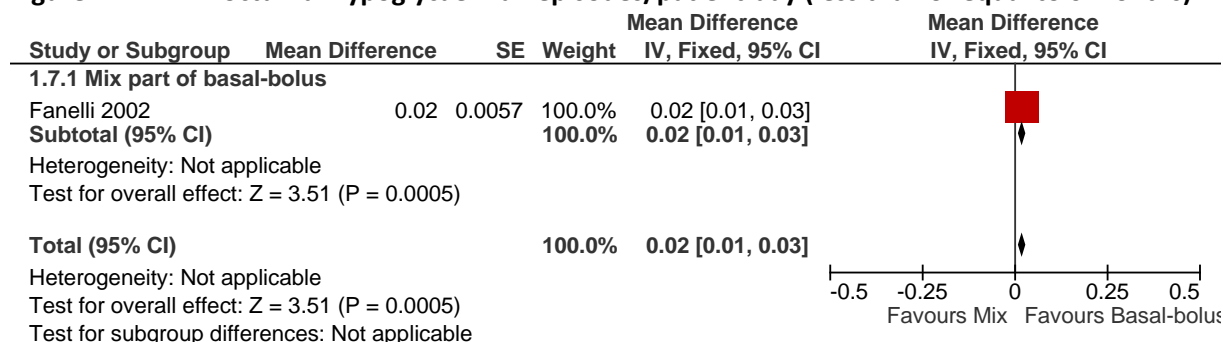 Mean Difference Mean Difference
Study or Subgroup Mean Difference SE Weight IV, Fixed, 95% CI IV, Fixed, 95% CI
1.7.1 Mix part of basal-bolus
Fanelli 2002 0.02 0.0057 100.0% 0.02 [0.01, 0.03]
Subtotal (95% CI) 100.0% 0.02 [0.01, 0.03]
Heterogeneity: Not applicable
Test for overall effect: Z = 3.51 (P = 0.0005)
Total (95% CI) 100.0% 0.02 [0.01, 0.03]
Heterogeneity: Not applicable
Test for overall effect: Z = 3.51 (P = 0.0005)
Test for subgroup differences: Not applicable
-0.5 -0.25 0 0.25 0.5
Favours Mix Favours Basal-bolus